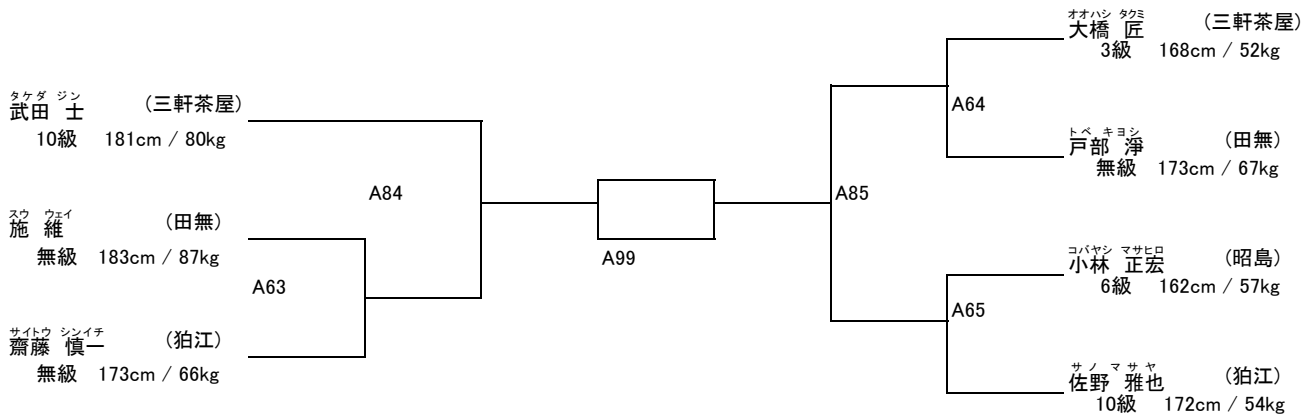 タケダ ジン
武田 士 (三軒茶屋)
10級 181cm / 80kg
A84
スウ ウェイ
施 維 (田無)
無級 183cm / 87kg
A63
サイトウ シンイチ
齋藤 慎一 (狛江)
無級 173cm / 66kg
A99
オオハシ タクミ
大橋 匠 (三軒茶屋)
3級 168cm / 52kg
A64
トベ キヨシ
戸部 淨 (田無)
無級 173cm / 67kg
A85
コバヤシ マサヒロ
小林 正宏 (昭島)
6級 162cm / 57kg
A65
サノ マサヤ
佐野 雅也 (狛江)
10級 172cm / 54kg